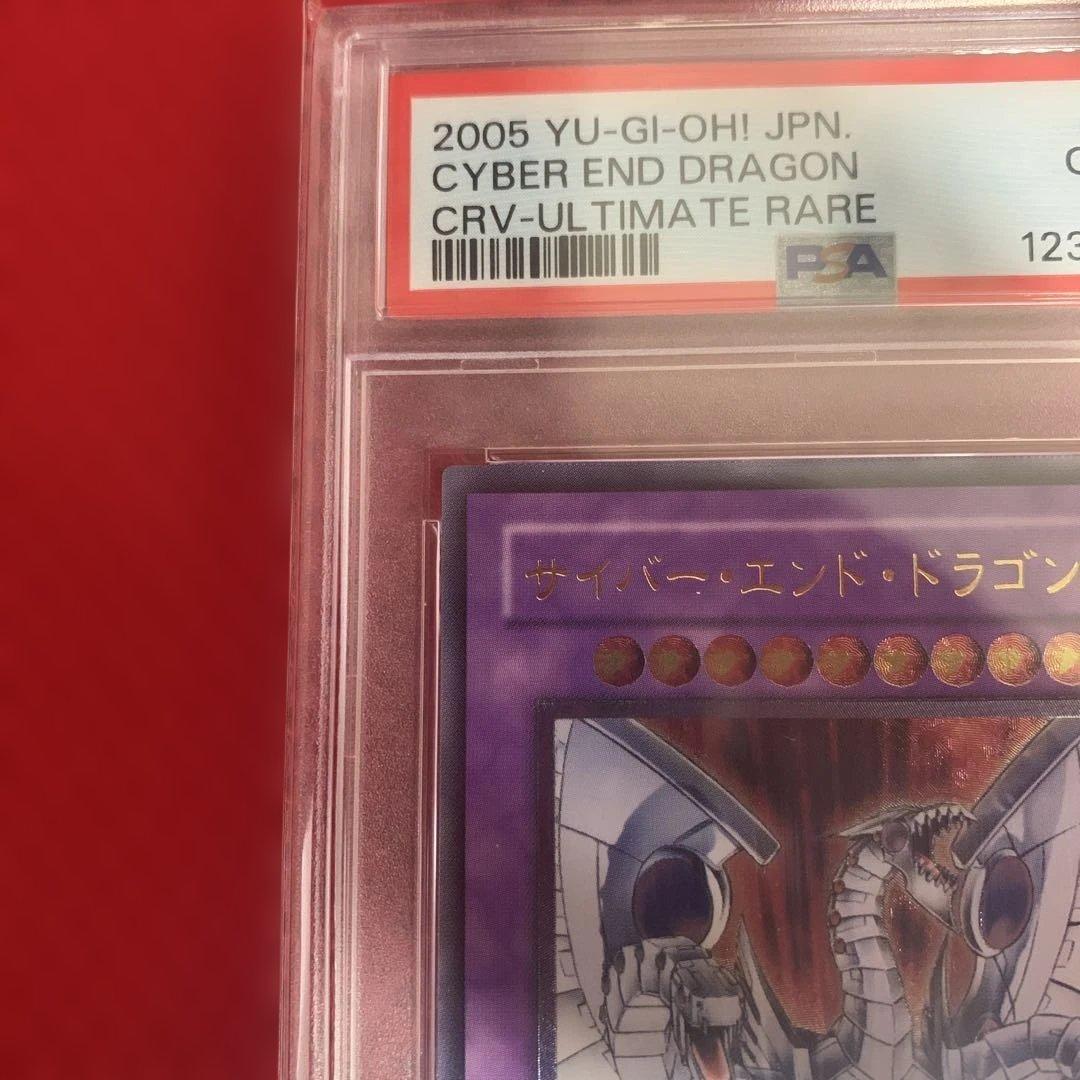 2005 YU-GI-OH! JPN.
CYBER END DRAGON
CRV-ULTIMATE RARE
123
PSA
サイバー・エンド・ドラゴン